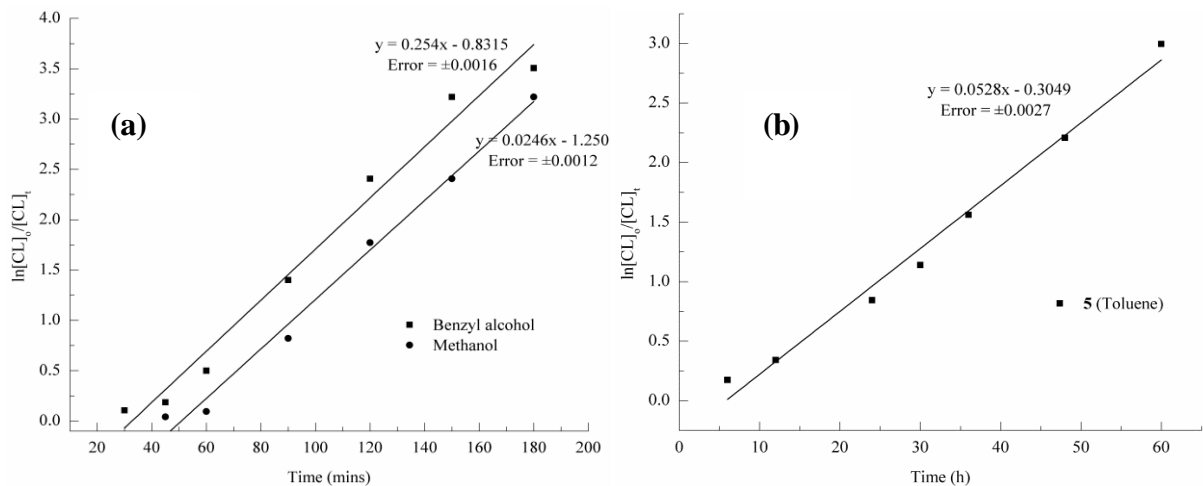 (a)
4.0
3.5
3.0
2.5
2.0
1.5
1.0
0.5
0.0
ln[CL]o/[CL]t
y = 0.254x - 0.8315
Error = ±0.0016
y = 0.0246x - 1.250
Error = ±0.0012
Benzyl alcohol
Methanol
20 40 60 80 100 120 140 160 180 200
Time (mins)
(b)
3.0
2.5
2.0
1.5
1.0
0.5
0.0
ln[CL]o/[CL]t
y = 0.0528x - 0.3049
Error = ±0.0027
5 (Toluene)
0 10 20 30 40 50 60
Time (h)